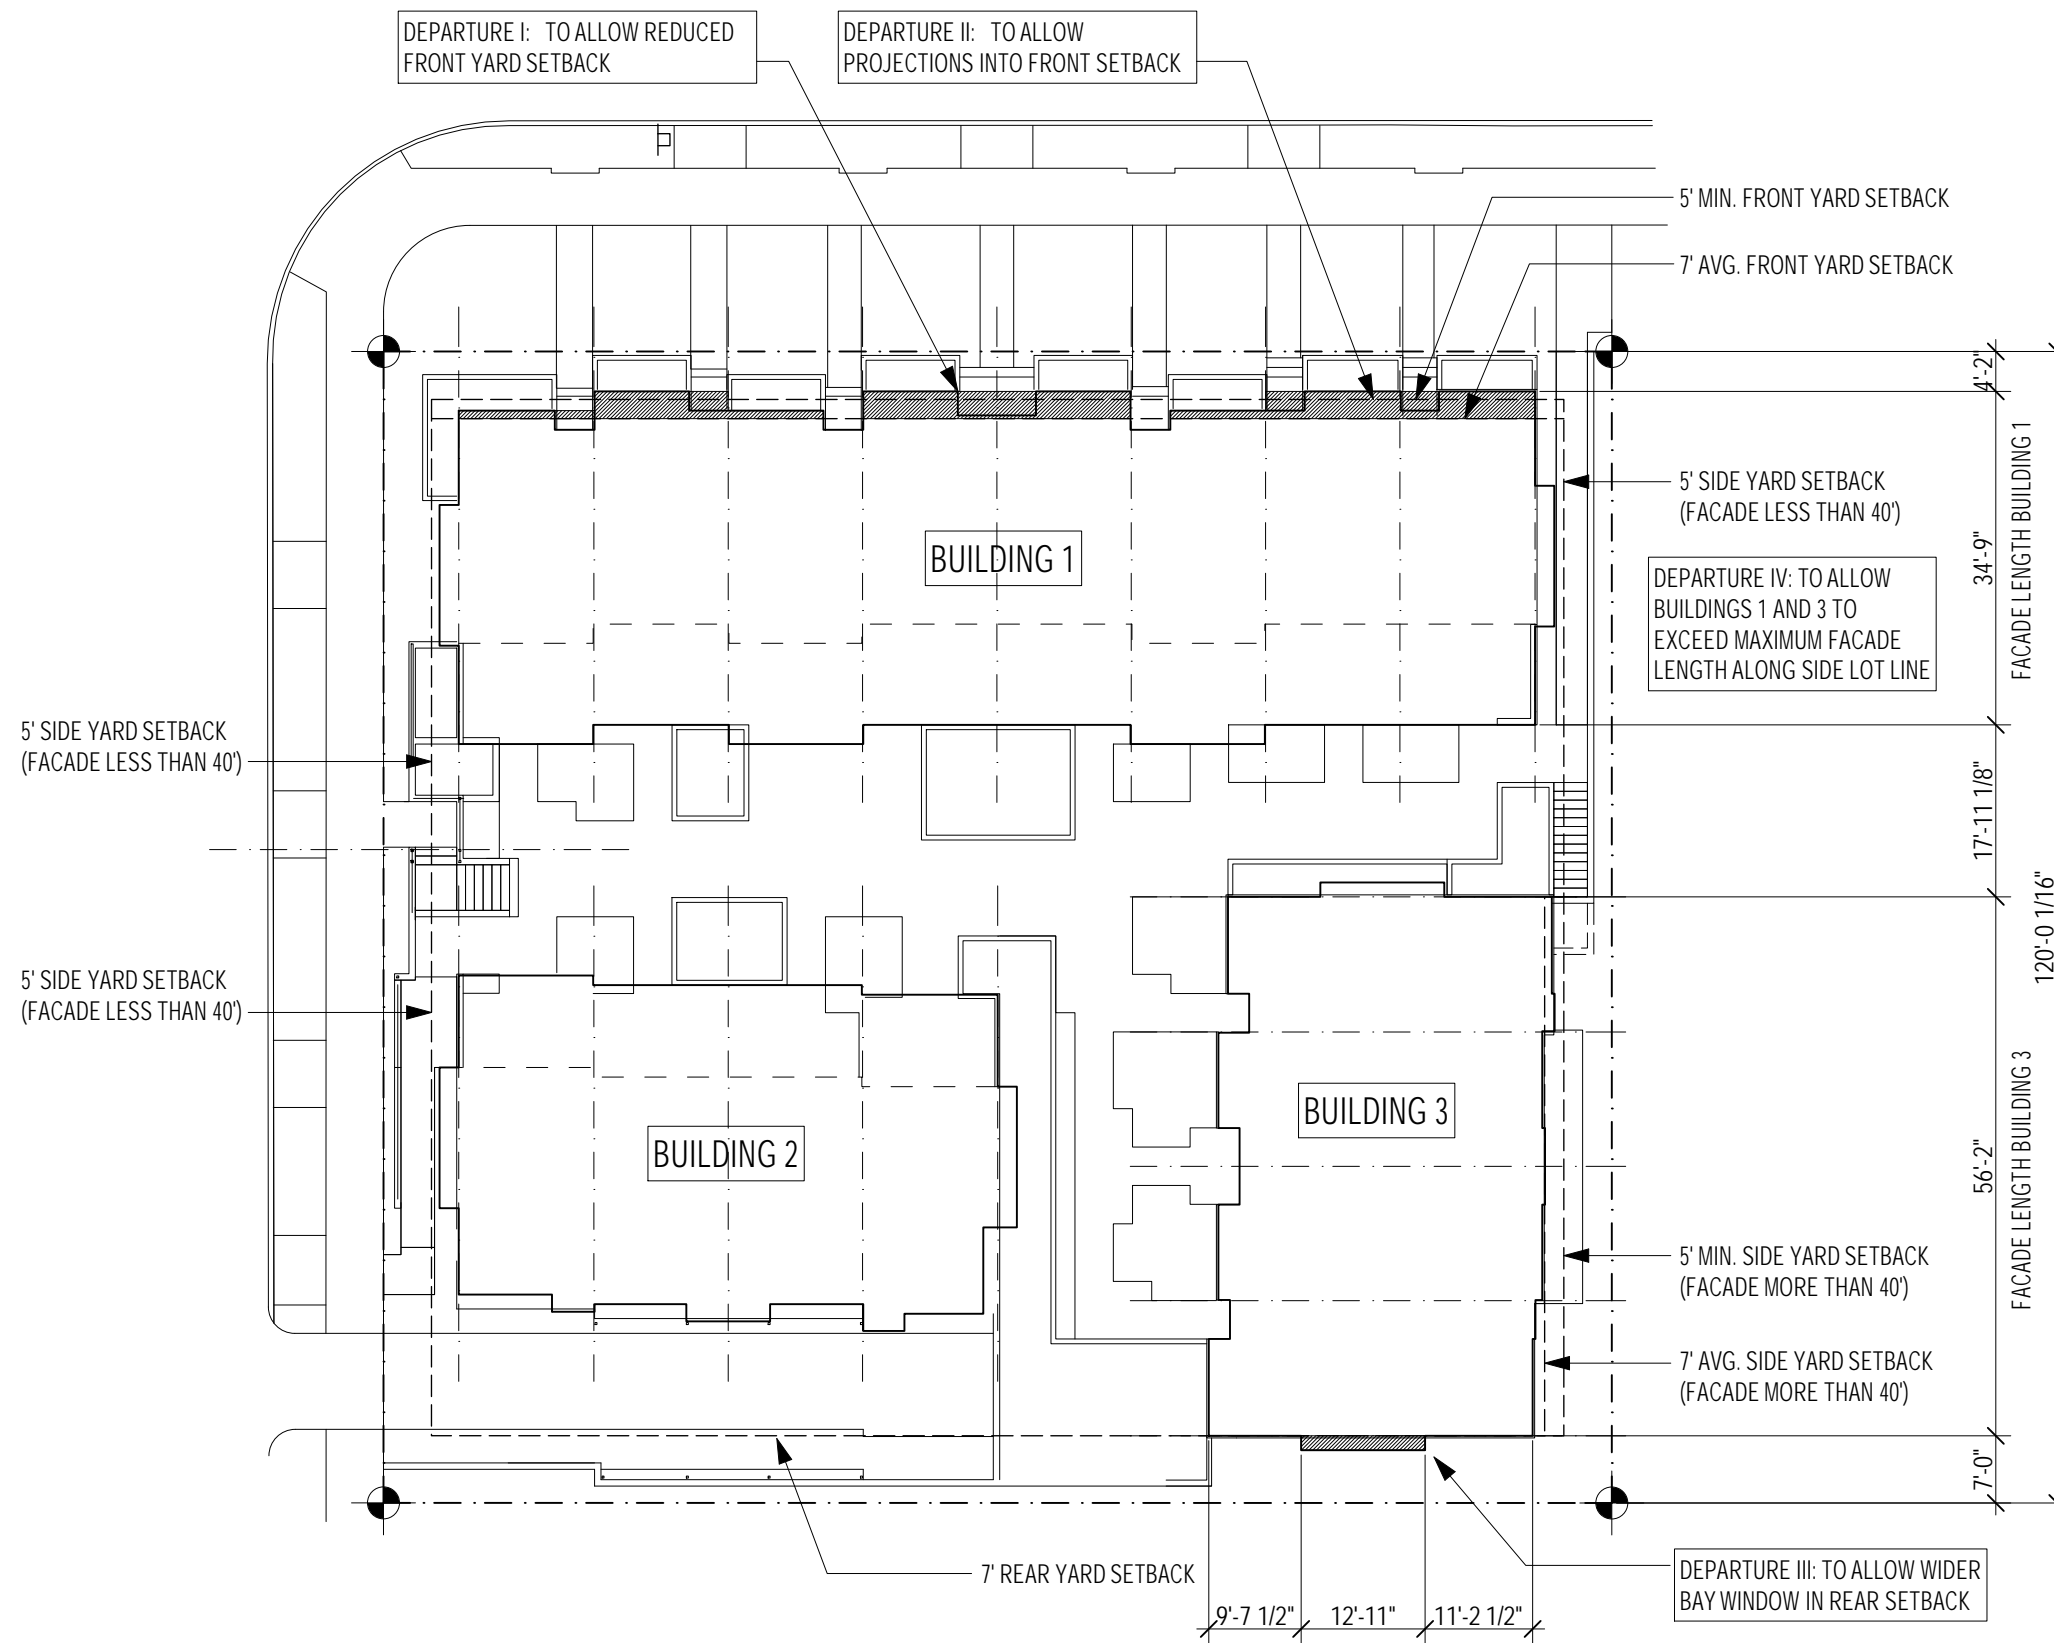 DEPARTURE I: TO ALLOW REDUCED
FRONT YARD SETBACK
DEPARTURE II: TO ALLOW
PROJECTIONS INTO FRONT SETBACK
5' MIN. FRONT YARD SETBACK
7' AVG. FRONT YARD SETBACK
4'-2"
5' SIDE YARD SETBACK
(FACADE LESS THAN 40')
34'-9"
FACADE LENGTH BUILDING 1
BUILDING 1
DEPARTURE IV: TO ALLOW
BUILDINGS 1 AND 3 TO
EXCEED MAXIMUM FACADE
LENGTH ALONG SIDE LOT LINE
5' SIDE YARD SETBACK
(FACADE LESS THAN 40')
17'-11 1/8"
120'-0 1/16"
5' SIDE YARD SETBACK
(FACADE LESS THAN 40')
BUILDING 3
BUILDING 2
56'-2"
FACADE LENGTH BUILDING 3
5' MIN. SIDE YARD SETBACK
(FACADE MORE THAN 40')
7' AVG. SIDE YARD SETBACK
(FACADE MORE THAN 40')
7'-0"
7' REAR YARD SETBACK
DEPARTURE III: TO ALLOW WIDER
BAY WINDOW IN REAR SETBACK
9'-7 1/2"
12'-11"
11'-2 1/2"